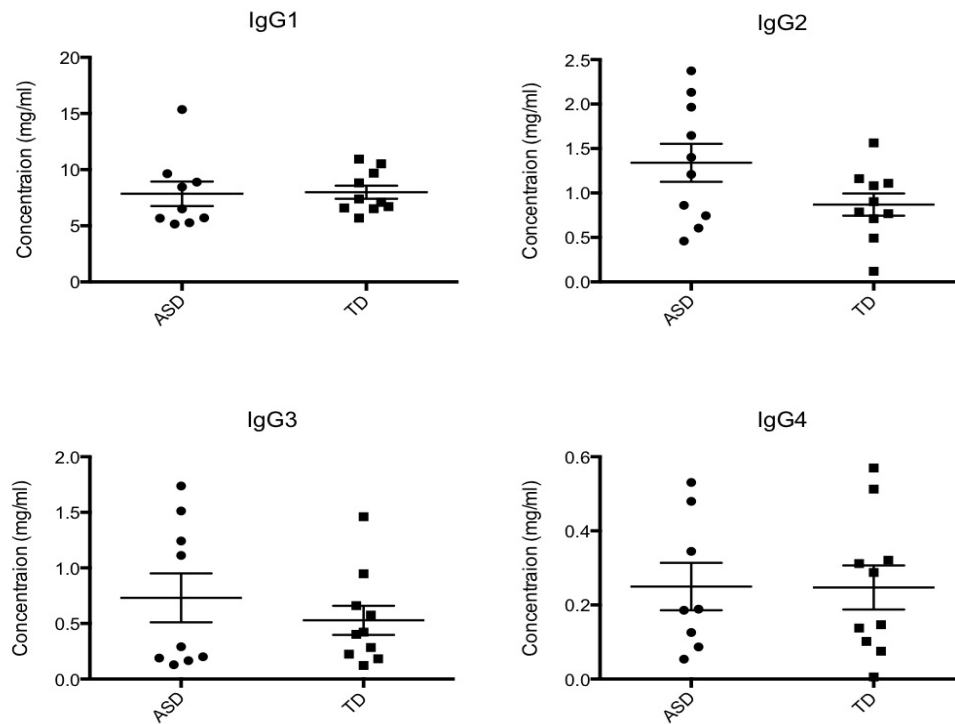 IgG1
Concentraion (mg/ml)
20
15
10
5
0
ASD
TD
IgG2
Concentraion (mg/ml)
2.5
2.0
1.5
1.0
0.5
0.0
ASD
TD
IgG3
Concentraion (mg/ml)
2.0
1.5
1.0
0.5
0.0
ASD
TD
IgG4
Concentraion (mg/ml)
0.6
0.4
0.2
0.0
ASD
TD